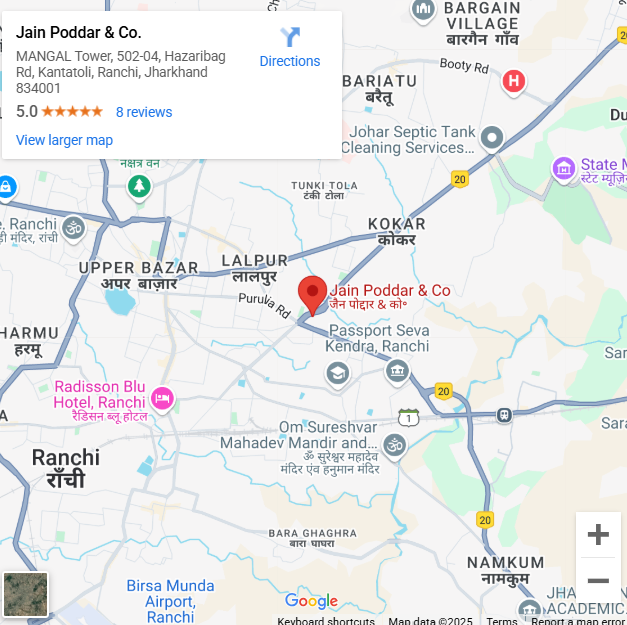 Jain Poddar & Co.
MANGAL Tower, 502-04, Hazaribag
Rd, Kantatoli, Ranchi, Jharkhand
834001
5.0
8 reviews
View larger map
Directions
BARGAIN
VILLAGE
बारगैन गाँव
20
Booty Rd
H
BARIATU
बरैतू
Du
Johar Septic Tank
Cleaning Services...
State M
स्टेट म्यूज़ि
नक्षत्र वन
TUNKI TOLA
टंकी टोला
20
e, Ranchi
ड़ी मंदिर, रांची
KOKAR
कोकर
LALPUR
लालपुर
UPPER BAZAR
अपर बाज़ार
Jain Poddar & Co
जैन पोद्दार & को॰
Purulia Rd
HARMU
हरमू
Passport Seva
Kendra, Ranchi
Sar
Radisson Blu
Hotel, Ranchi
रैडिसन ब्लू होटल
20
1
A
Sara
Om Sureshvar
Mahadev Mandir and...
ॐ सुरेश्वर महादेव
मंदिर एंव हनुमान मंदिर
Ranchi
राँची
20
BARA GHAGHRA
बारा घाघरा
NAMKUM
नामकुम
Birsa Munda
Airport,
Ranchi
Google
JHA
ACADEMIC
Keyboard shortcuts
Map data ©2025
Terms
Report a map error